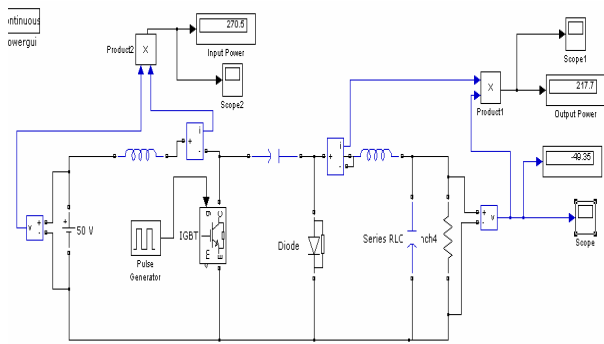 ontinuous
owergui
Product2
X
270.5
Input Power
Scope2
Scope1
X
Product1
217.7
Output Power
-49.35
Scope
i
+
-
i
+
-
v
+
-
+
50 V
Pulse
Generator
IGBT
g
C
m
E
Diode
Series RLC
nch4
+
-
v